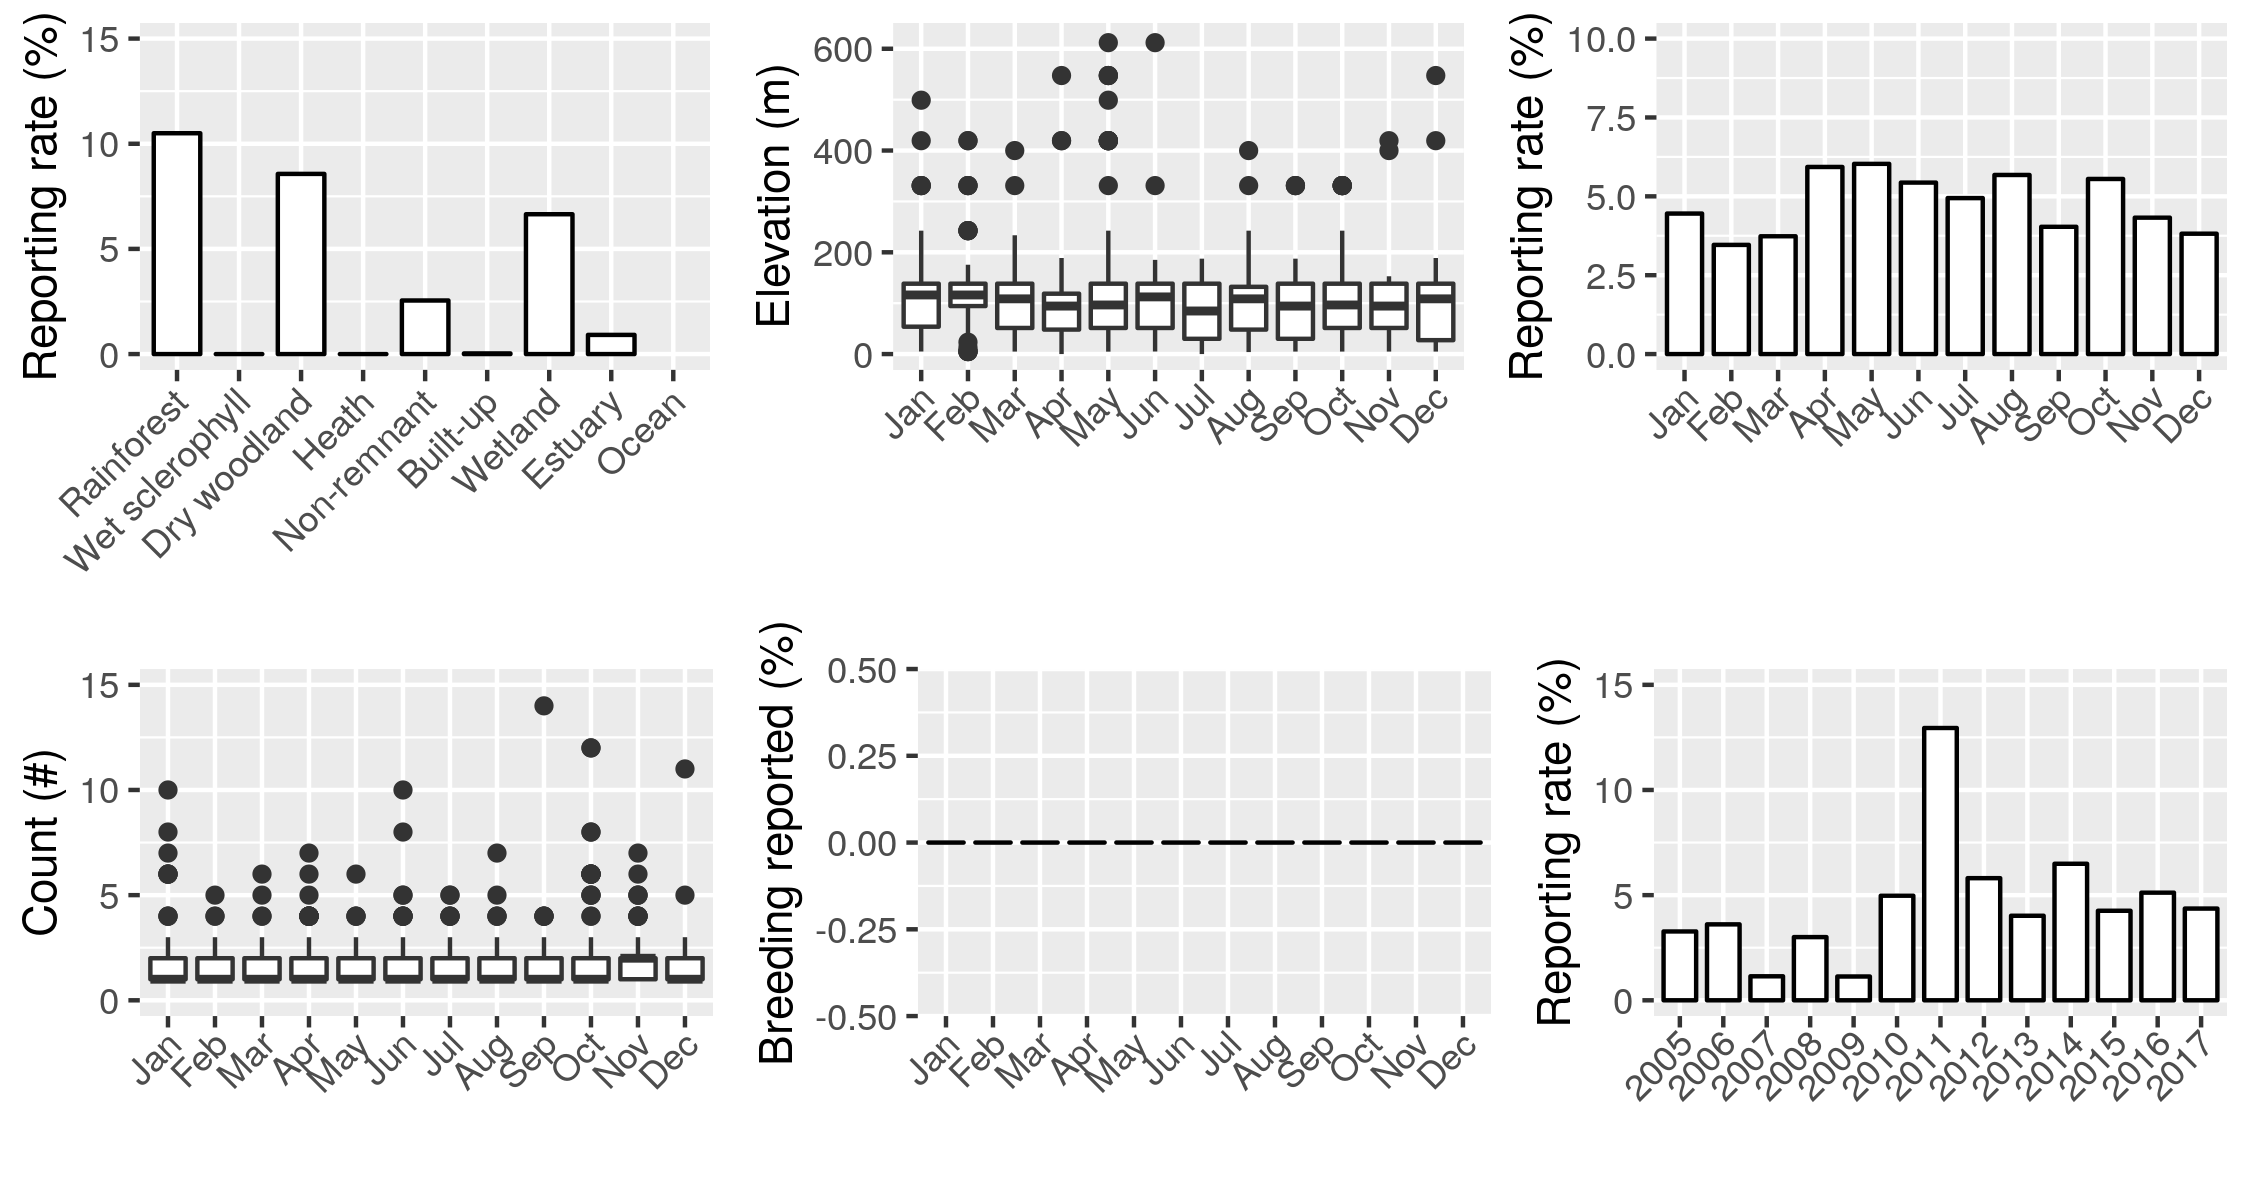 Reporting rate (%)
15
10
5
0
Rainforest
Wet sclerophyll
Dry woodland
Heath
Non-remnant
Built-up
Wetland
Estuary
Ocean
Elevation (m)
600
400
200
0
Jan
Feb
Mar
Apr
May
Jun
Jul
Aug
Sep
Oct
Nov
Dec
Reporting rate (%)
10.0
7.5
5.0
2.5
0.0
Jan
Feb
Mar
Apr
May
Jun
Jul
Aug
Sep
Oct
Nov
Dec
Count (#)
15
10
5
0
Jan
Feb
Mar
Apr
May
Jun
Jul
Aug
Sep
Oct
Nov
Dec
Breeding reported (%)
0.50
0.25
0.00
-0.25
-0.50
Jan
Feb
Mar
Apr
May
Jun
Jul
Aug
Sep
Oct
Nov
Dec
Reporting rate (%)
15
10
5
0
2005
2006
2007
2008
2009
2010
2011
2012
2013
2014
2015
2016
2017